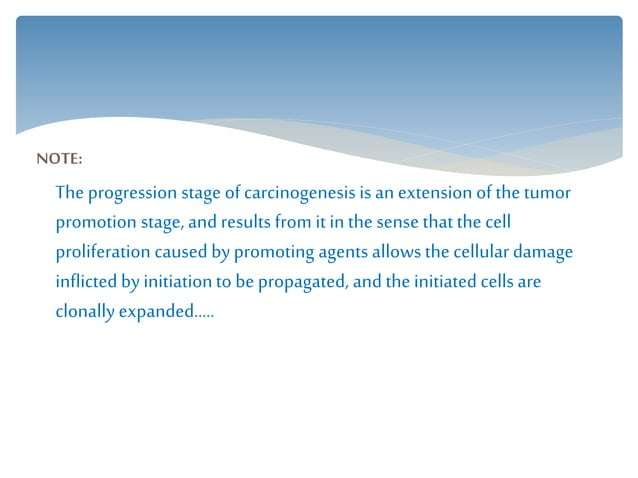 NOTE:
The progression stage of carcinogenesis is an extension of the tumor
promotion stage, and results from it in the sense that the cell
proliferation caused by promoting agents allows the cellular damage
inflicted by initiation to be propagated, and the initiated cells are
clonally expanded.....